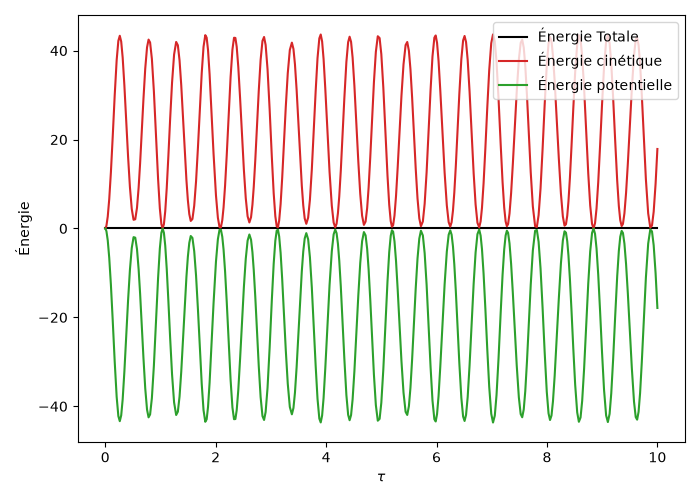 Énergie Totale
Énergie cinétique
Énergie potentielle
Énergie
40
20
0
−20
−40
0 2 4 6 8 10
τ